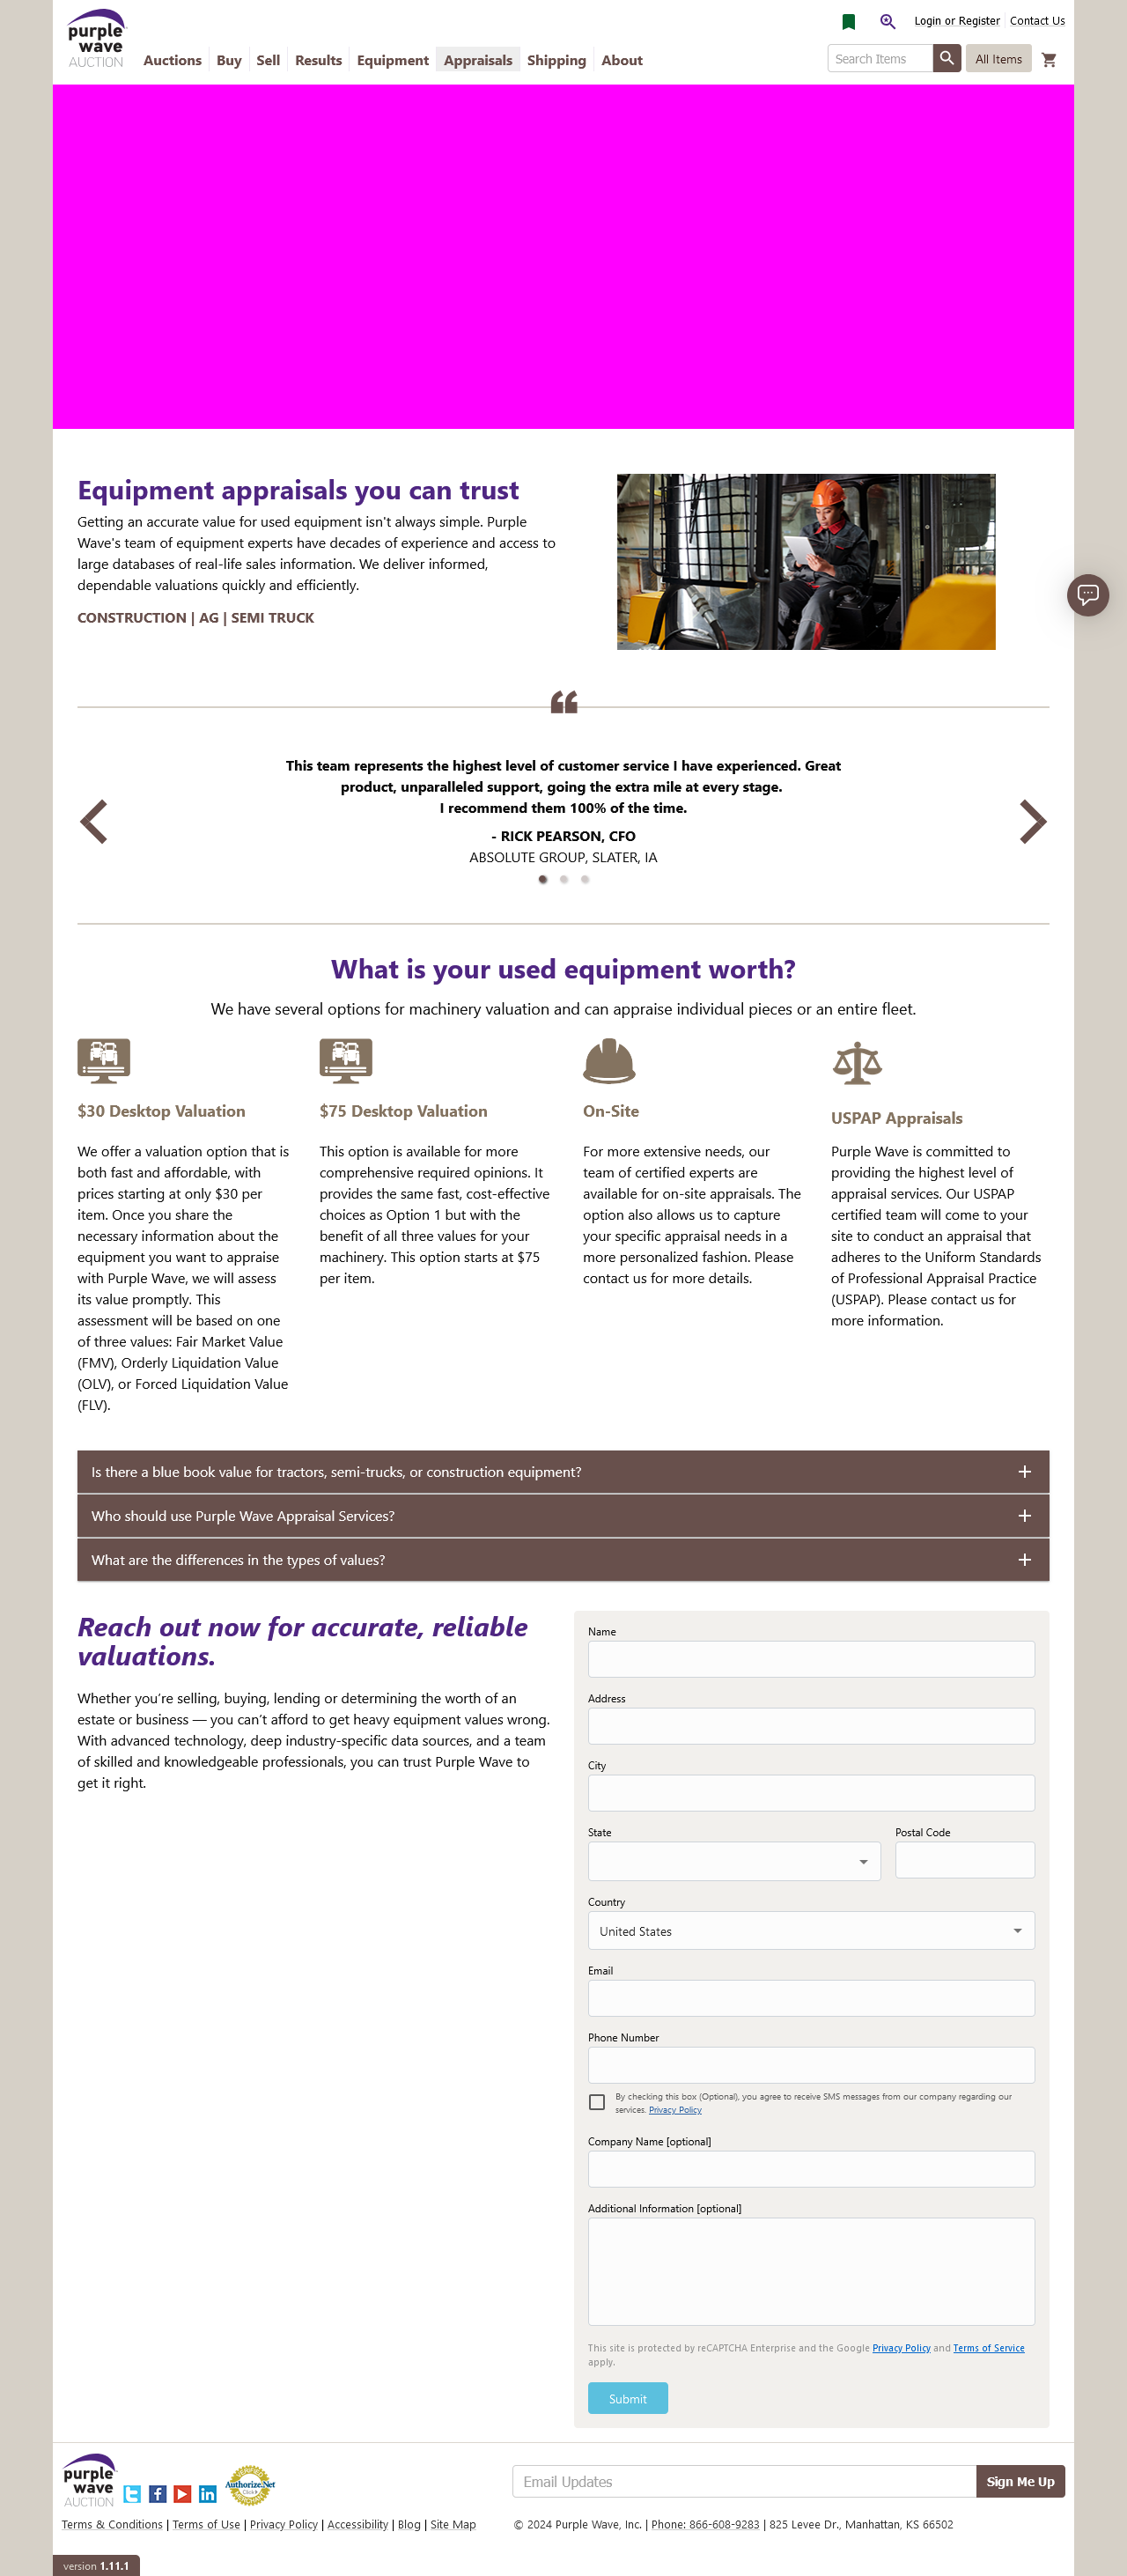 purple
wave
AUCTION
Login or Register
Contact Us
Auctions
Buy
Sell
Results
Equipment
Appraisals
Shipping
About
Search Items
All Items
Equipment appraisals you can trust
Getting an accurate value for used equipment isn't always simple. Purple
Wave's team of equipment experts have decades of experience and access to
large databases of real-life sales information. We deliver informed,
dependable valuations quickly and efficiently.
CONSTRUCTION | AG | SEMI TRUCK
This team represents the highest level of customer service I have experienced. Great
product, unparalleled support, going the extra mile at every stage.
I recommend them 100% of the time.
- RICK PEARSON, CFO
ABSOLUTE GROUP, SLATER, IA
What is your used equipment worth?
We have several options for machinery valuation and can appraise individual pieces or an entire fleet.
$30 Desktop Valuation
We offer a valuation option that is
both fast and affordable, with
prices starting at only $30 per
item. Once you share the
necessary information about the
equipment you want to appraise
with Purple Wave, we will assess
its value promptly. This
assessment will be based on one
of three values: Fair Market Value
(FMV), Orderly Liquidation Value
(OLV), or Forced Liquidation Value
(FLV).
$75 Desktop Valuation
This option is available for more
comprehensive required opinions. It
provides the same fast, cost-effective
choices as Option 1 but with the
benefit of all three values for your
machinery. This option starts at $75
per item.
On-Site
For more extensive needs, our
team of certified experts are
available for on-site appraisals. The
option also allows us to capture
your specific appraisal needs in a
more personalized fashion. Please
contact us for more details.
USPAP Appraisals
Purple Wave is committed to
providing the highest level of
appraisal services. Our USPAP
certified team will come to your
site to conduct an appraisal that
adheres to the Uniform Standards
of Professional Appraisal Practice
(USPAP). Please contact us for
more information.
Is there a blue book value for tractors, semi-trucks, or construction equipment?
Who should use Purple Wave Appraisal Services?
What are the differences in the types of values?
Reach out now for accurate, reliable
valuations.
Whether you’re selling, buying, lending or determining the worth of an
estate or business — you can’t afford to get heavy equipment values wrong.
With advanced technology, deep industry-specific data sources, and a team
of skilled and knowledgeable professionals, you can trust Purple Wave to
get it right.
Name
Address
City
State
Postal Code
Country
United States
Email
Phone Number
By checking this box (Optional), you agree to receive SMS messages from our company regarding our
services. Privacy Policy
Company Name [optional]
Additional Information [optional]
This site is protected by reCAPTCHA Enterprise and the Google Privacy Policy and Terms of Service
apply.
Submit
purple
wave
AUCTION
Authorize.Net
Click
Email Updates
Sign Me Up
Terms & Conditions | Terms of Use | Privacy Policy | Accessibility | Blog | Site Map
© 2024 Purple Wave, Inc. | Phone: 866-608-9283 | 825 Levee Dr., Manhattan, KS 66502
version 1.11.1